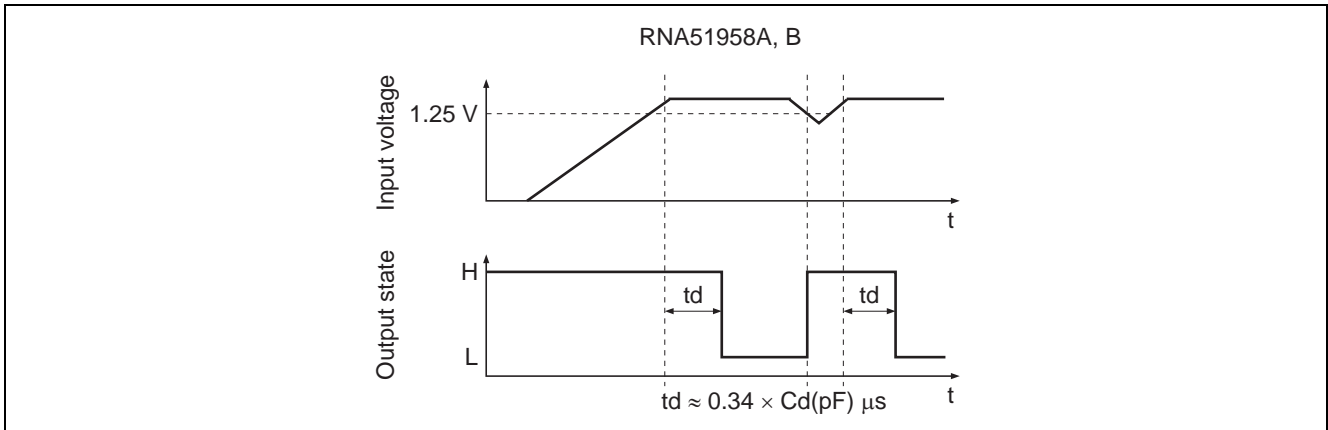 RNA51958A, B
Input voltage
1.25 V
t
Output state
H
td
td
L
t
td ≈ 0.34 × Cd(pF) μs